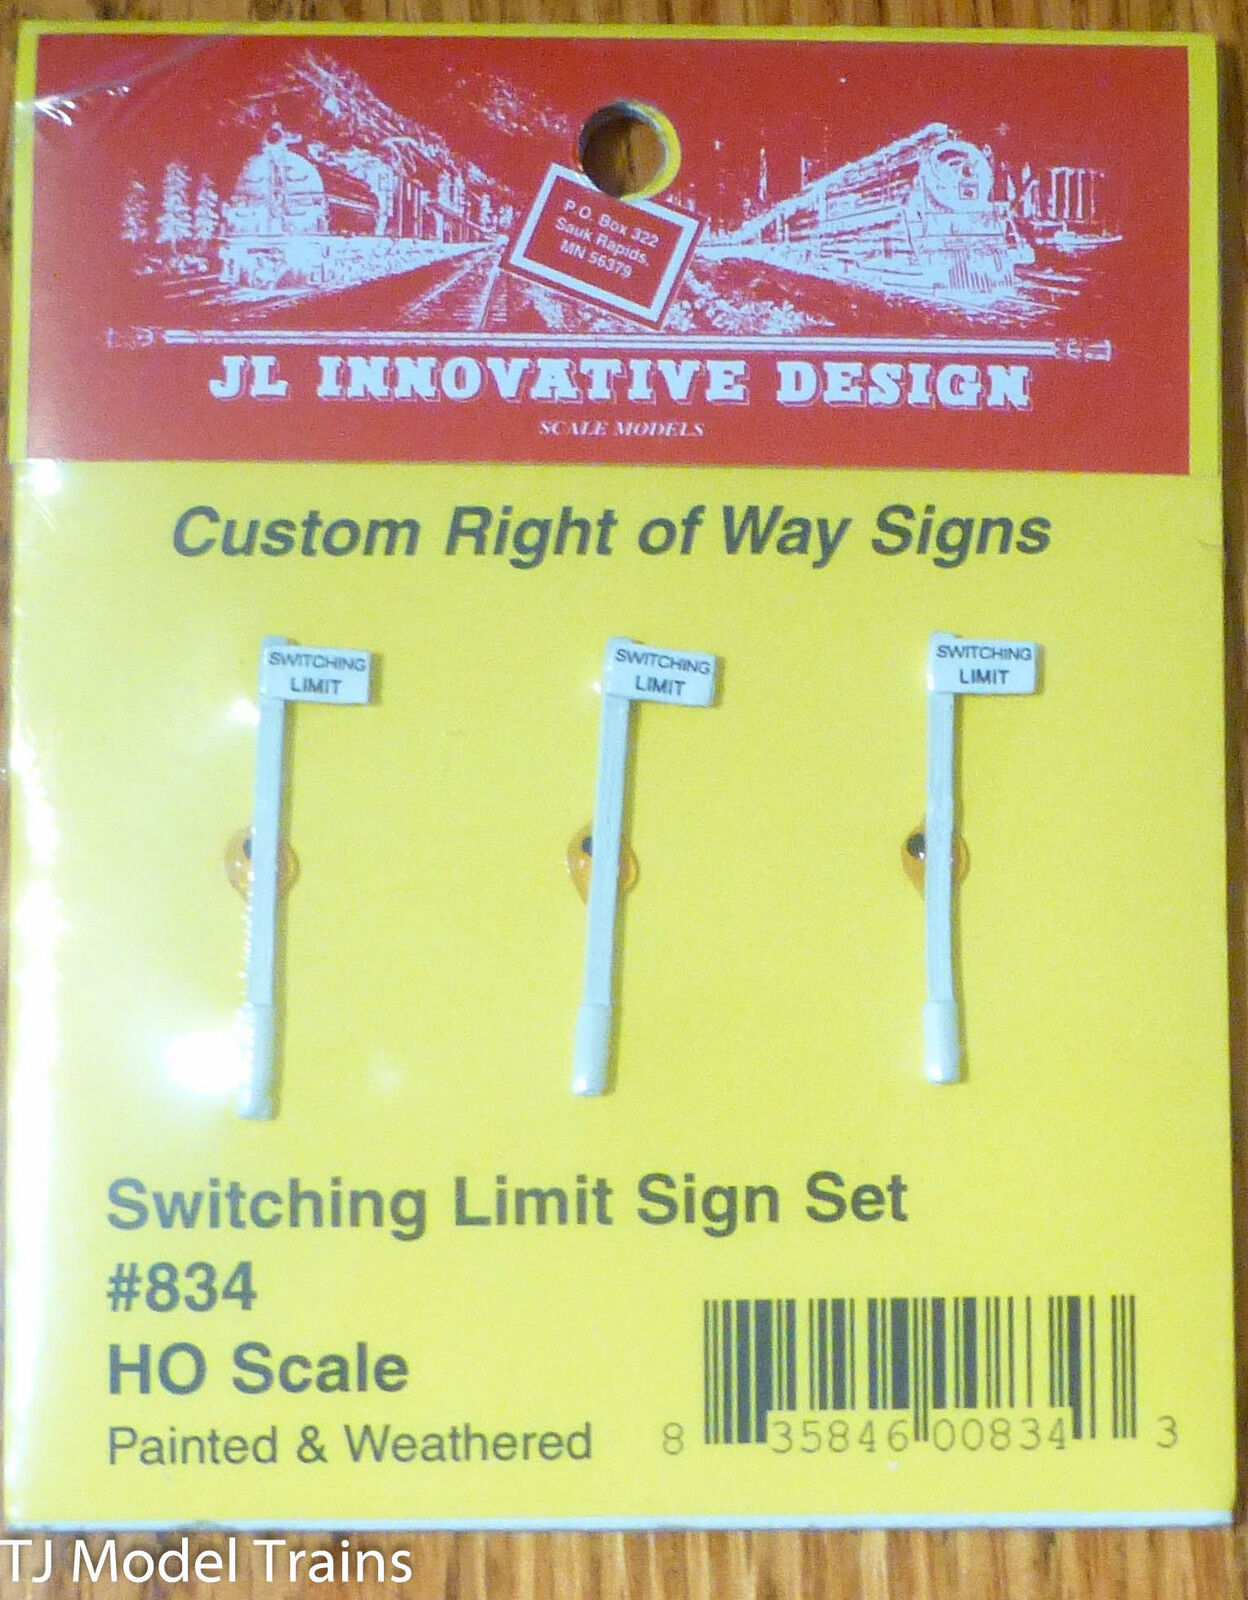 P.O. Box 322
Sauk Rapids,
MN 56379
JL INNOVATIVE DESIGN
SCALE MODELS
Custom Right of Way Signs
SWITCHING
LIMIT
SWITCHING
LIMIT
SWITCHING
LIMIT
Switching Limit Sign Set
#834
HO Scale
Painted & Weathered
8 35846 00834 3
TJ Model Trains